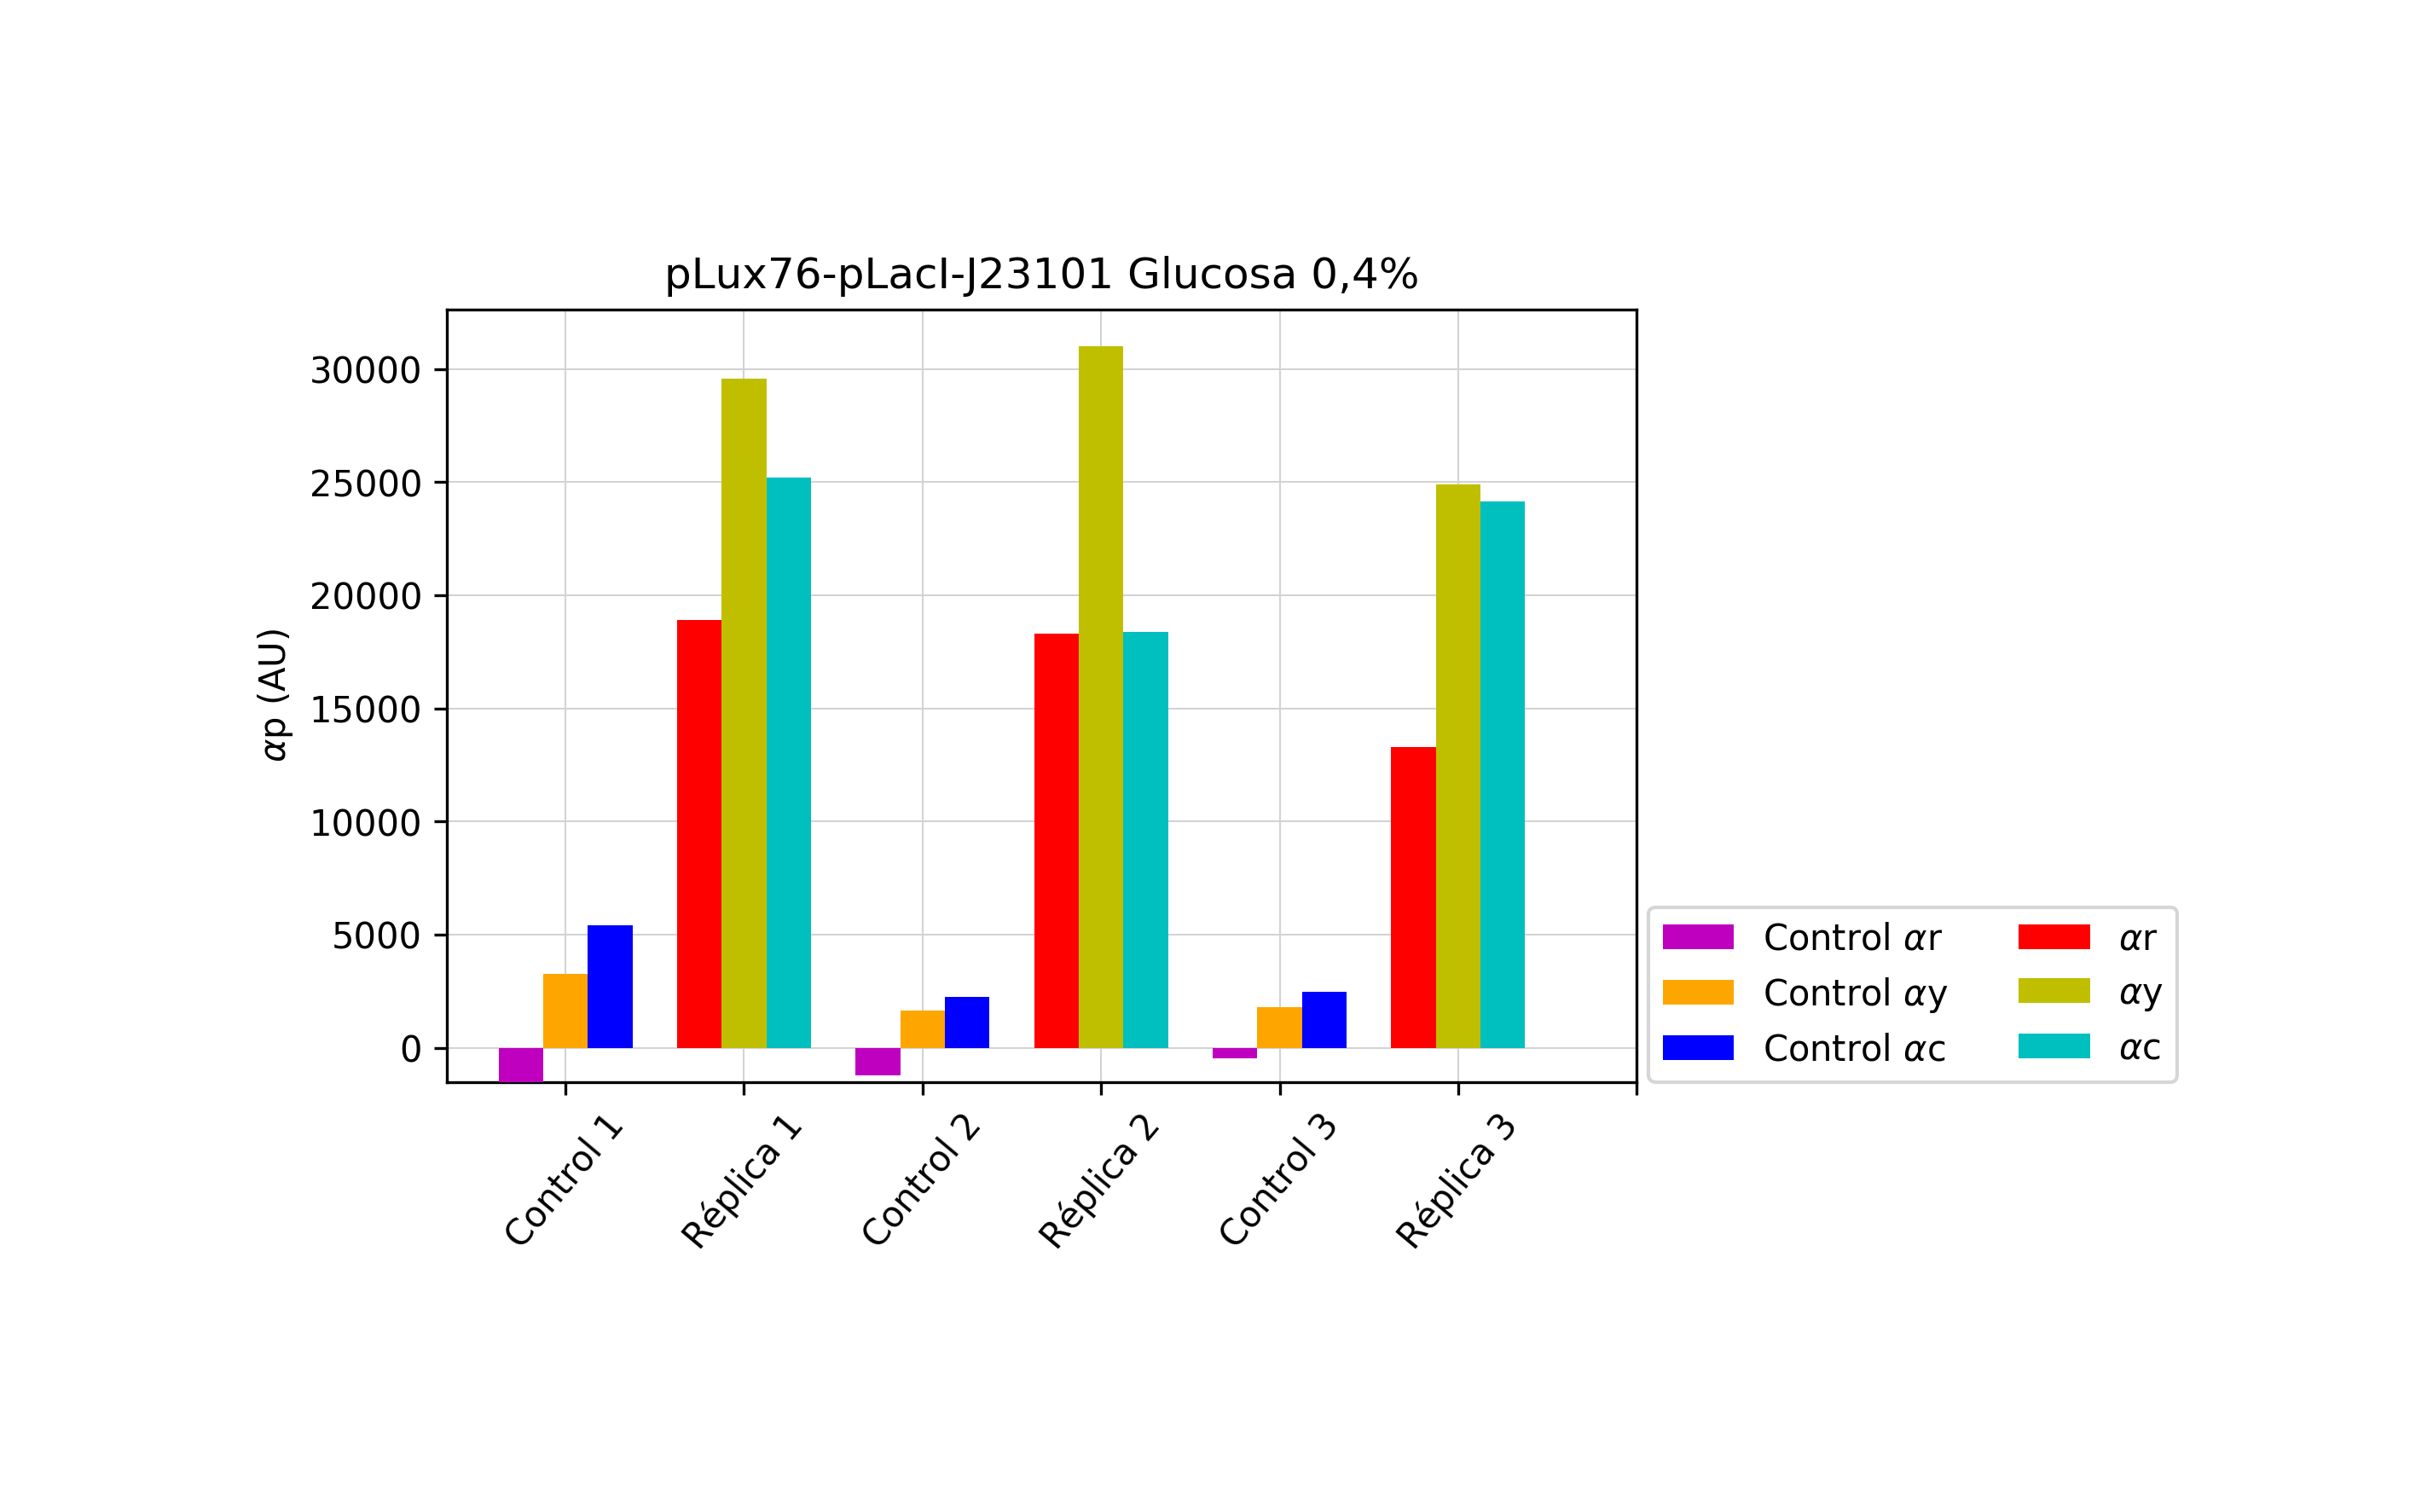 pLux76-pLacI-J23101 Glucosa 0,4%
αp (AU)
30000
25000
20000
15000
10000
5000
0
Control 1
Réplica 1
Control 2
Réplica 2
Control 3
Réplica 3
Control αr
Control αy
Control αc
αr
αy
αc